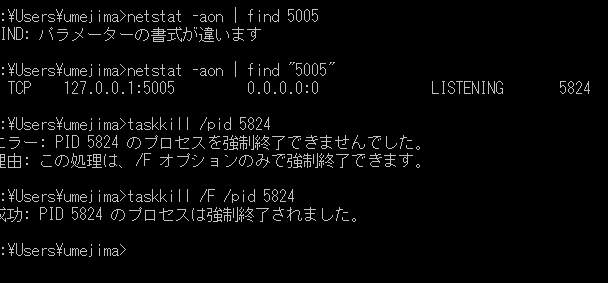 :¥Users¥umejima>netstat -aon | find 5005
IND: パラメーターの書式が違います
:¥Users¥umejima>netstat -aon | find "5005"
TCP 127.0.0.1:5005 0.0.0.0:0 LISTENING 5824
:¥Users¥umejima>taskkill /pid 5824
エラー: PID 5824 のプロセスを強制終了できませんでした。
理由: この処理は、/F オプションのみで強制終了できます。
:¥Users¥umejima>taskkill /F /pid 5824
成功: PID 5824 のプロセスは強制終了されました。
:¥Users¥umejima>